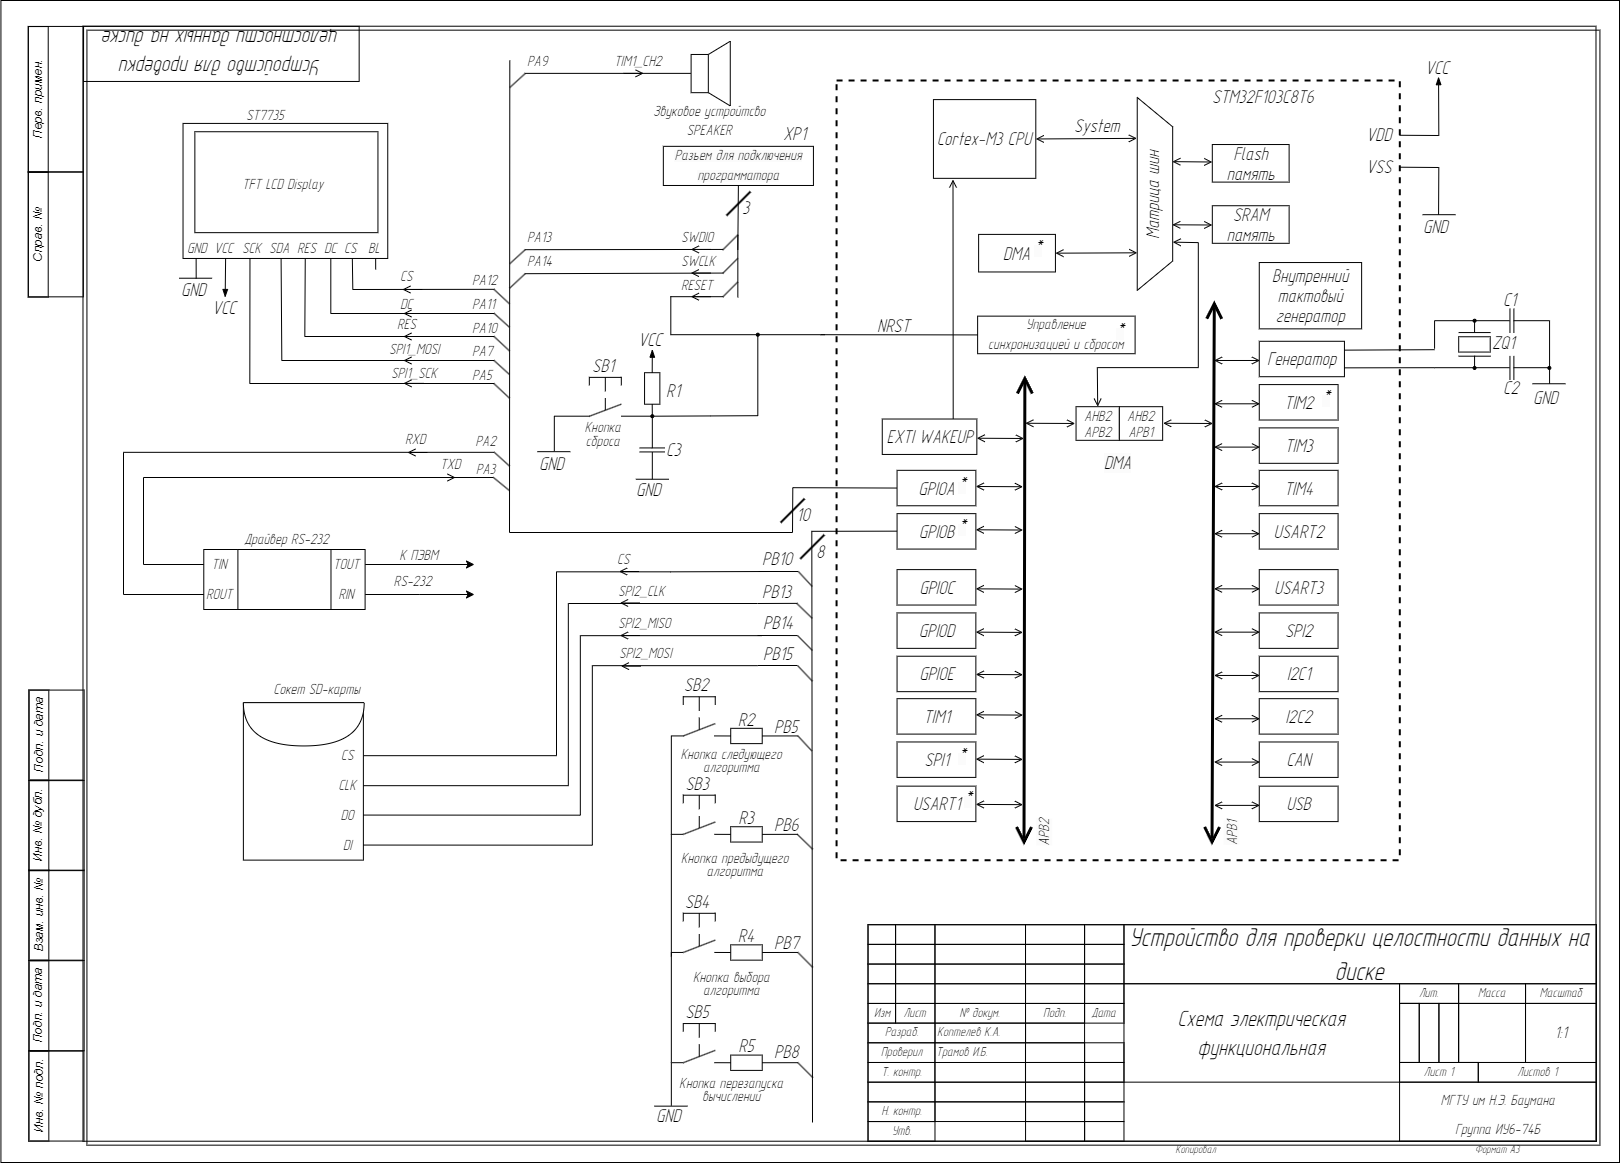 Устройство для проверки
целостности данных на диске
Перв. примен.
Справ. №
Подп. и дата
Инв. № дубл.
Взам. инв. №
Подп. и дата
Инв. № подл.
ST7735
TFT LCD Display
GND VCC SCK SDA RES DC CS BL
GND
VCC
CS PA12
DC PA11
RES PA10
SPI1_MOSI PA7
SPI1_SCK PA5
RXD PA2
TXD PA3
PA9 TIM1_CH2
Звуковое устройтсво
SPEAKER
XP1
Разьем для подключения
программатора
3
PA13 SWDIO
PA14 SWCLK
RESET
NRST
VCC
SB1
R1
Кнопка
сброса
C3
GND
GND
10
8
Драйвер RS-232
TIN
ROUT
TOUT
RIN
К ПЭВМ
RS-232
CS PB10
SPI2_CLK PB13
SPI2_MISO PB14
SPI2_MOSI PB15
Сокет SD-карты
CS
CLK
DO
DI
SB2
R2 PB5
Кнопка следующего
алгоритма
SB3
R3 PB6
Кнопка предыдущего
алгоритма
SB4
R4 PB7
Кнопка выбора
алгоритма
SB5
R5 PB8
Кнопка перезапуска
вычислений
GND
STM32F103C8T6
Cortex-M3 CPU
System
Матрица шин
Flash
память
SRAM
память
DMA *
Управление *
синхронизацией и сбросом
Внутренний
тактовый
генератор
Генератор
EXTI WAKEUP
AHB2
APB2
AHB2
APB1
DMA
GPIOA *
GPIOB *
GPIOC
GPIOD
GPIOE
TIM1
SPI1 *
USART1 *
APB2
TIM2 *
TIM3
TIM4
USART2
USART3
SPI2
I2C1
I2C2
CAN
USB
APB1
VCC
VDD
VSS
GND
C1
ZQ1
C2
GND
Устройство для проверки целостности данных на
диске
Схема электрическая
функциональная
Изм Лист № докум. Подп. Дата
Разраб. Коптелев К.А.
Проверил Трамов И.Б.
Т. контр.
Н. контр.
Утв.
Лит. Масса Масштаб
1:1
Лист 1 Листов 1
МГТУ им Н.Э. Баумана
Группа ИУ6-74Б
Копировал Формат А3